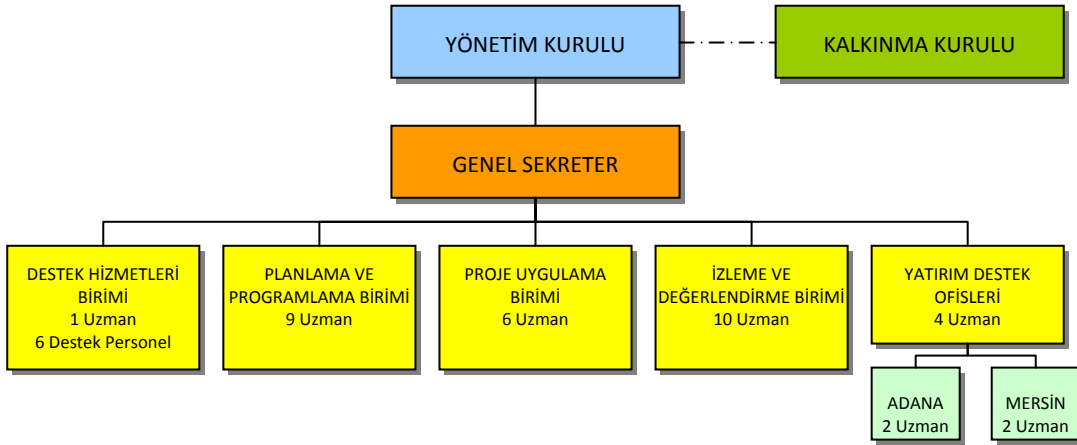 YÖNETİM KURULU
KALKINMA KURULU
GENEL SEKRETER
DESTEK HİZMETLERİ
BİRİMİ
1 Uzman
6 Destek Personel
PLANLAMA VE
PROGRAMLAMA BİRİMİ
9 Uzman
PROJE UYGULAMA
BİRİMİ
6 Uzman
İZLEME VE
DEĞERLENDİRME BİRİMİ
10 Uzman
YATIRIM DESTEK
OFİSLERİ
4 Uzman
ADANA
2 Uzman
MERSİN
2 Uzman